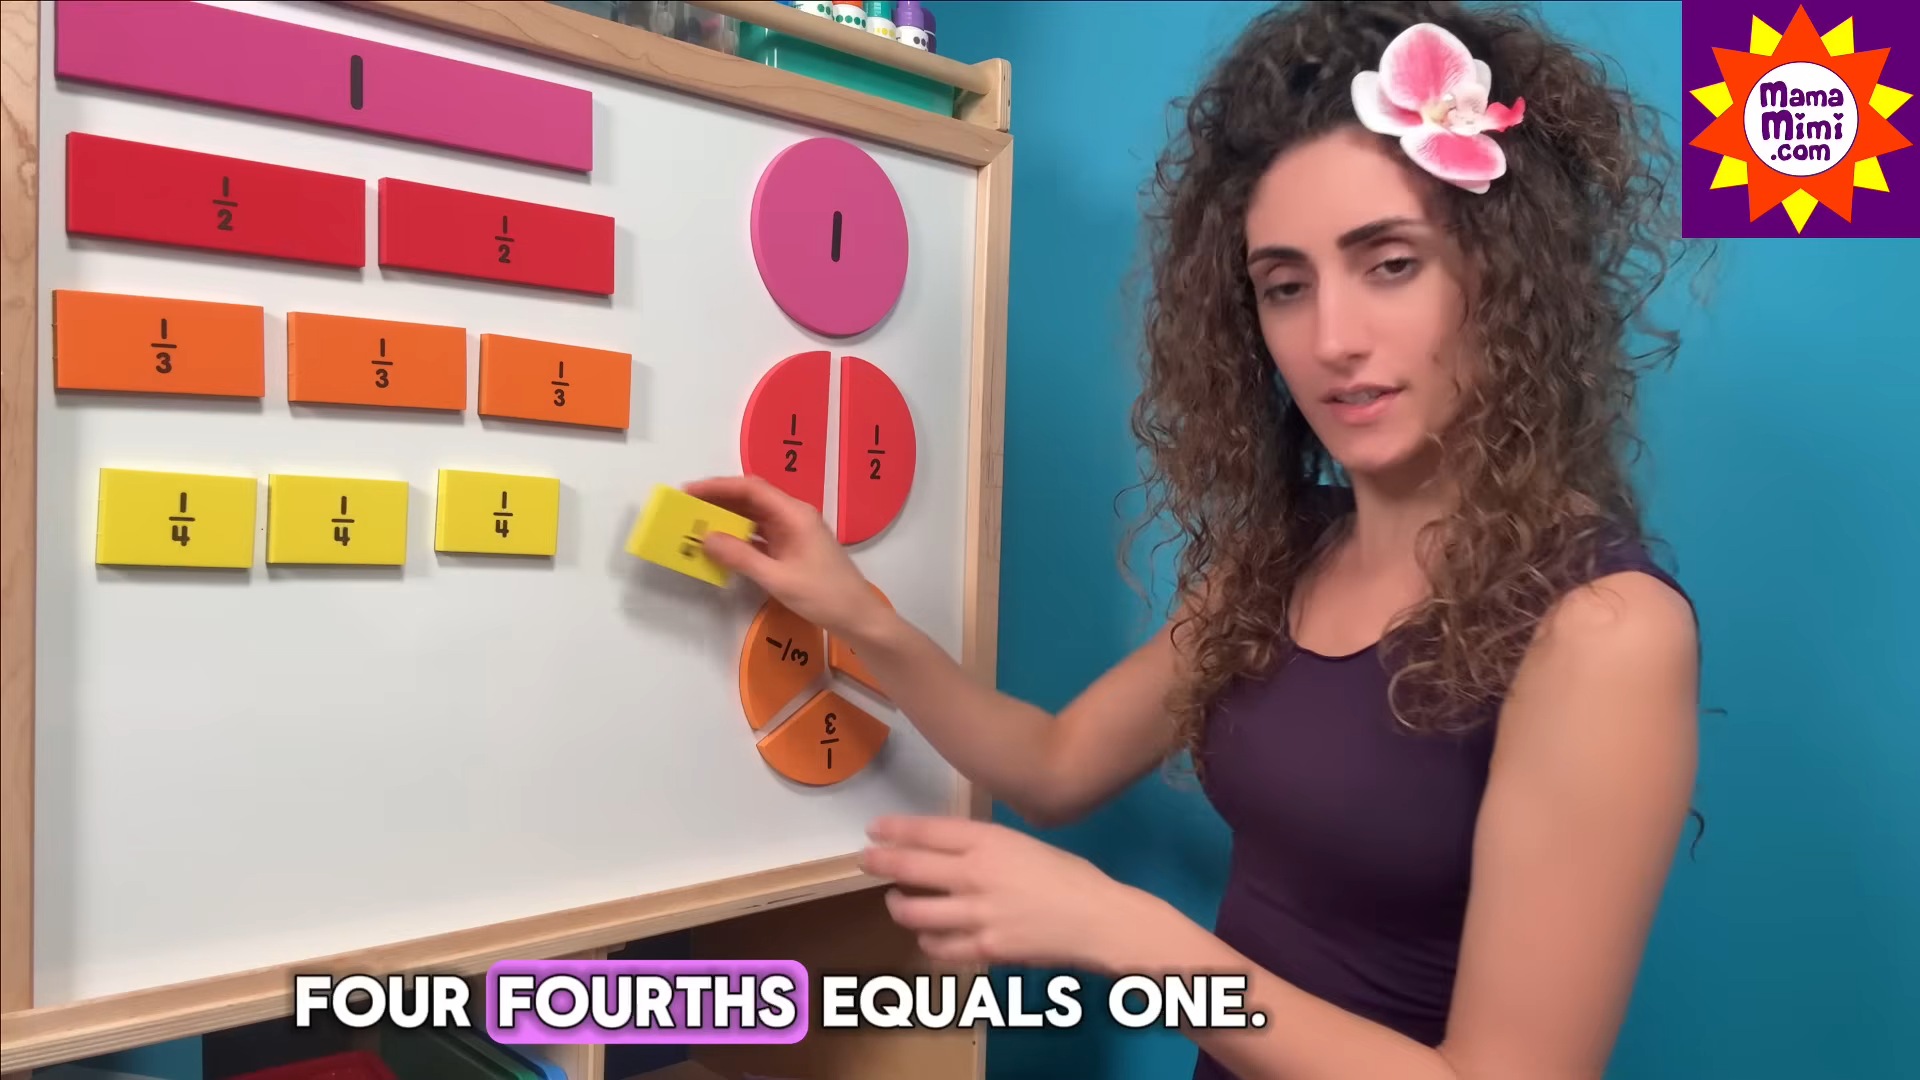 1
1/2 1/2
1/3 1/3 1/3
1/4 1/4 1/4
1
1/2 1/2
1/3
1/3
Mama
Mimi
.com
FOUR FOURTHS EQUALS ONE.